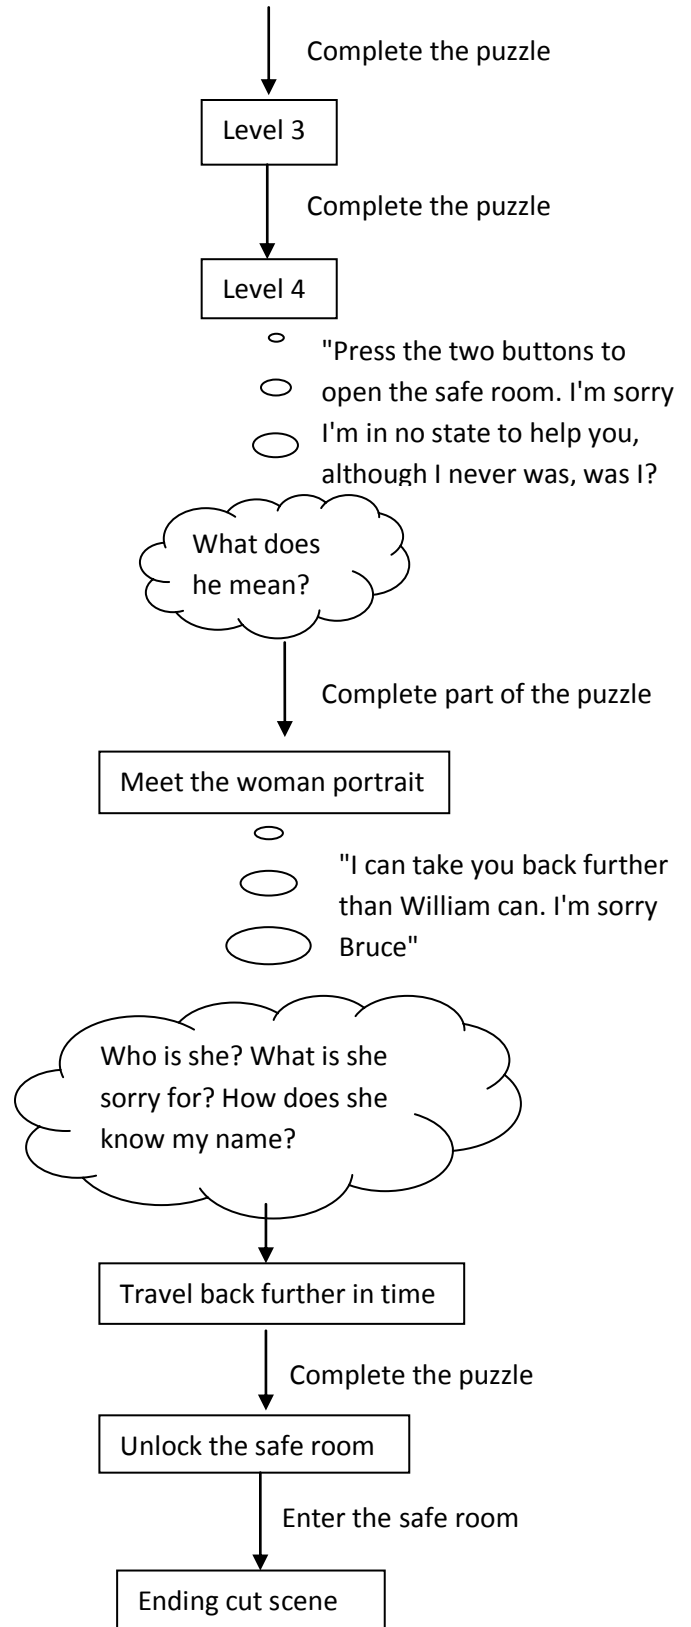 Complete the puzzle
Level 3
Complete the puzzle
Level 4
"Press the two buttons to
open the safe room. I'm sorry
I'm in no state to help you,
although I never was, was I?
What does
he mean?
Complete part of the puzzle
Meet the woman portrait
"I can take you back further
than William can. I'm sorry
Bruce"
Who is she? What is she
sorry for? How does she
know my name?
Travel back further in time
Complete the puzzle
Unlock the safe room
Enter the safe room
Ending cut scene